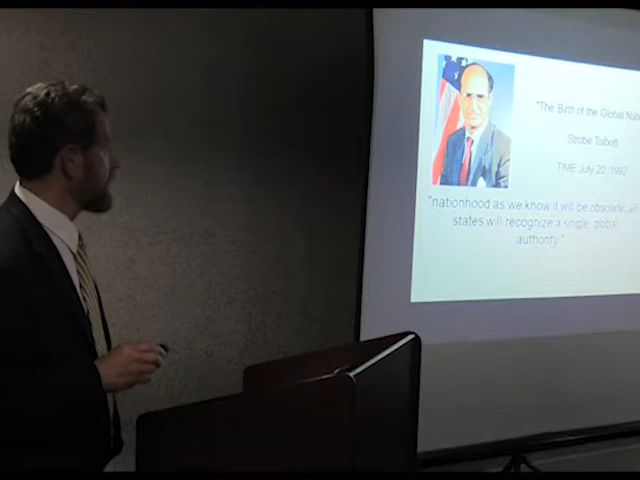 "The Birth of the Global Natio
Strobe Talbott
TIME July 20, 1992
"nationhood as we know it will be obsolete, all
states will recognize a single, global
authority."